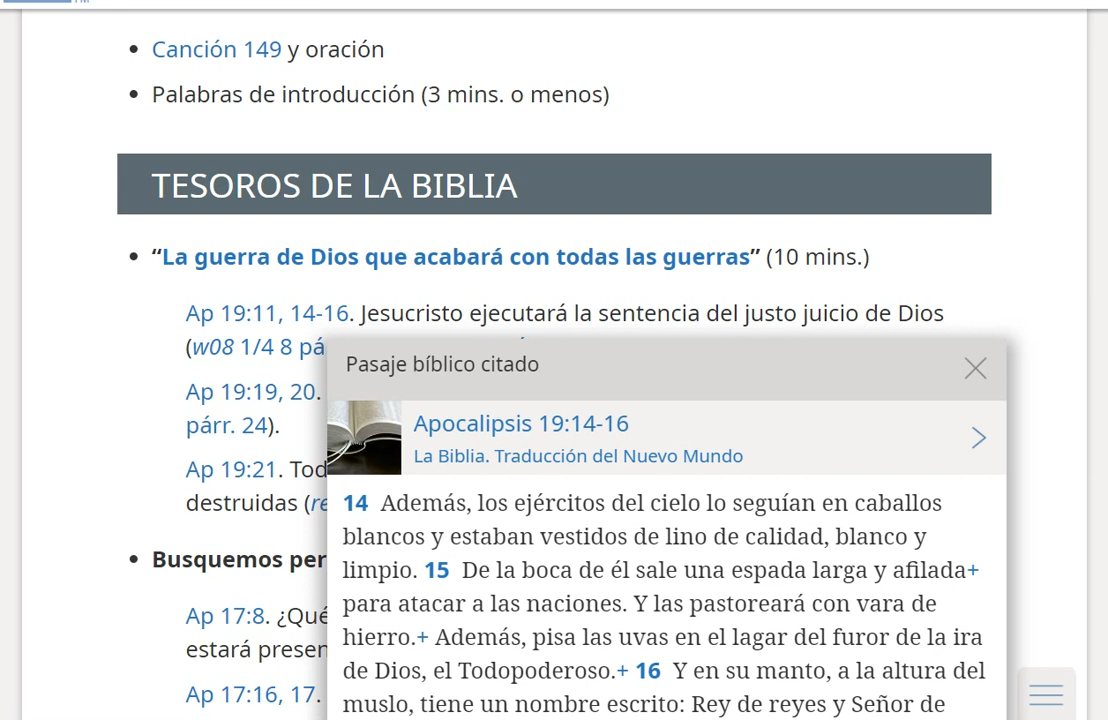 Canción 149 y oración
Palabras de introducción (3 mins. o menos)
TESOROS DE LA BIBLIA
“La guerra de Dios que acabará con todas las guerras” (10 mins.)
Ap 19:11, 14-16. Jesucristo ejecutará la sentencia del justo juicio de Dios
(w08 1/4 8 pá
Ap 19:19, 20.
párr. 24).
Ap 19:21. Tod
destruidas (re
Busquemos per
Ap 17:8. ¿Qué
estará presen
Ap 17:16, 17.
Pasaje bíblico citado
Apocalipsis 19:14-16
La Biblia. Traducción del Nuevo Mundo
14 Además, los ejércitos del cielo lo seguían en caballos
blancos y estaban vestidos de lino de calidad, blanco y
limpio. 15 De la boca de él sale una espada larga y afilada+
para atacar a las naciones. Y las pastoreará con vara de
hierro.+ Además, pisa las uvas en el lagar del furor de la ira
de Dios, el Todopoderoso.+ 16 Y en su manto, a la altura del
muslo, tiene un nombre escrito: Rey de reyes y Señor de